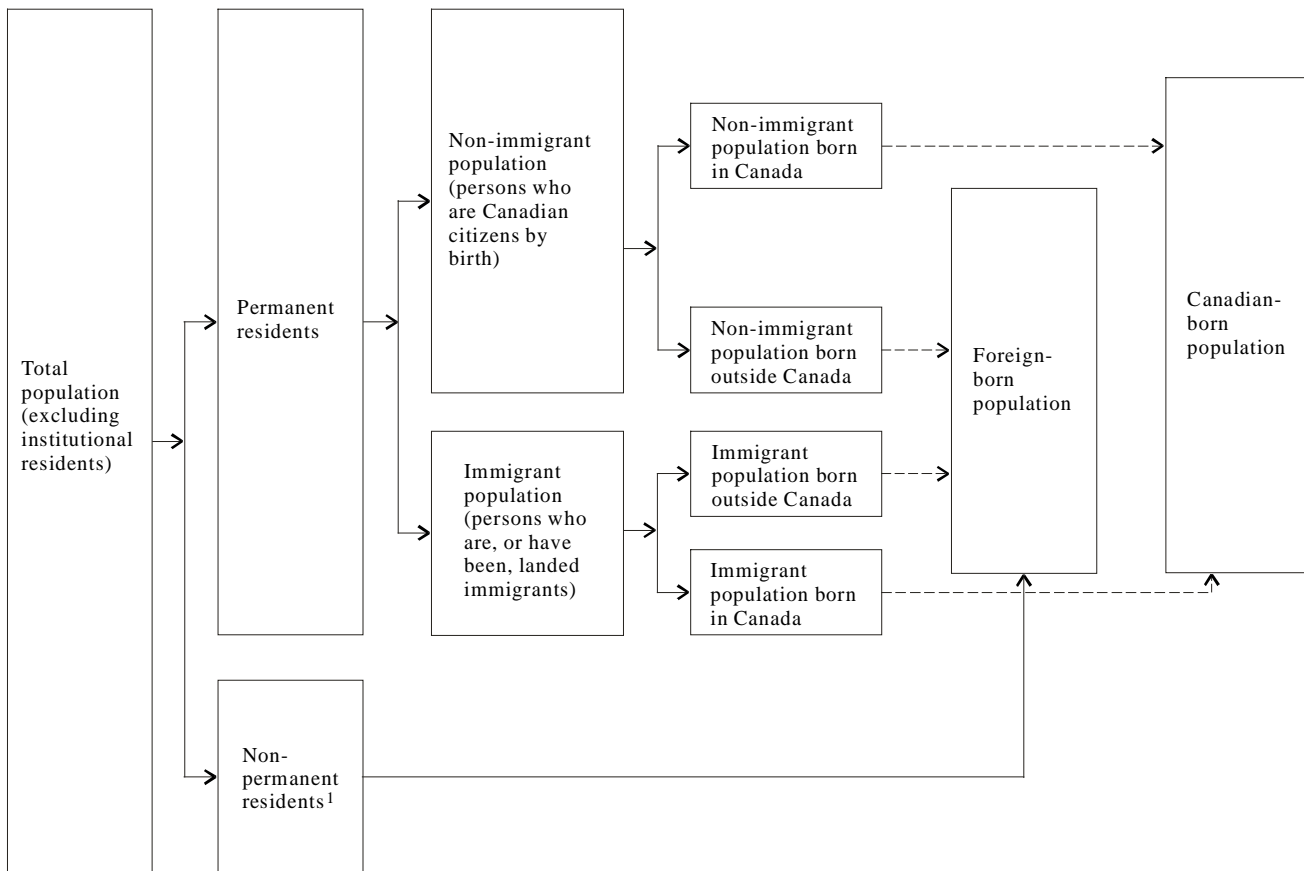 Total
population
(excluding
institutional
residents)
Permanent
residents
Non-
permanent
residents1
Non-immigrant
population
(persons who
are Canadian
citizens by
birth)
Immigrant
population
(persons who
are, or have
been, landed
immigrants)
Non-immigrant
population born
in Canada
Non-immigrant
population born
outside Canada
Immigrant
population born
outside Canada
Immigrant
population born
in Canada
Foreign-
born
population
Canadian-
born
population